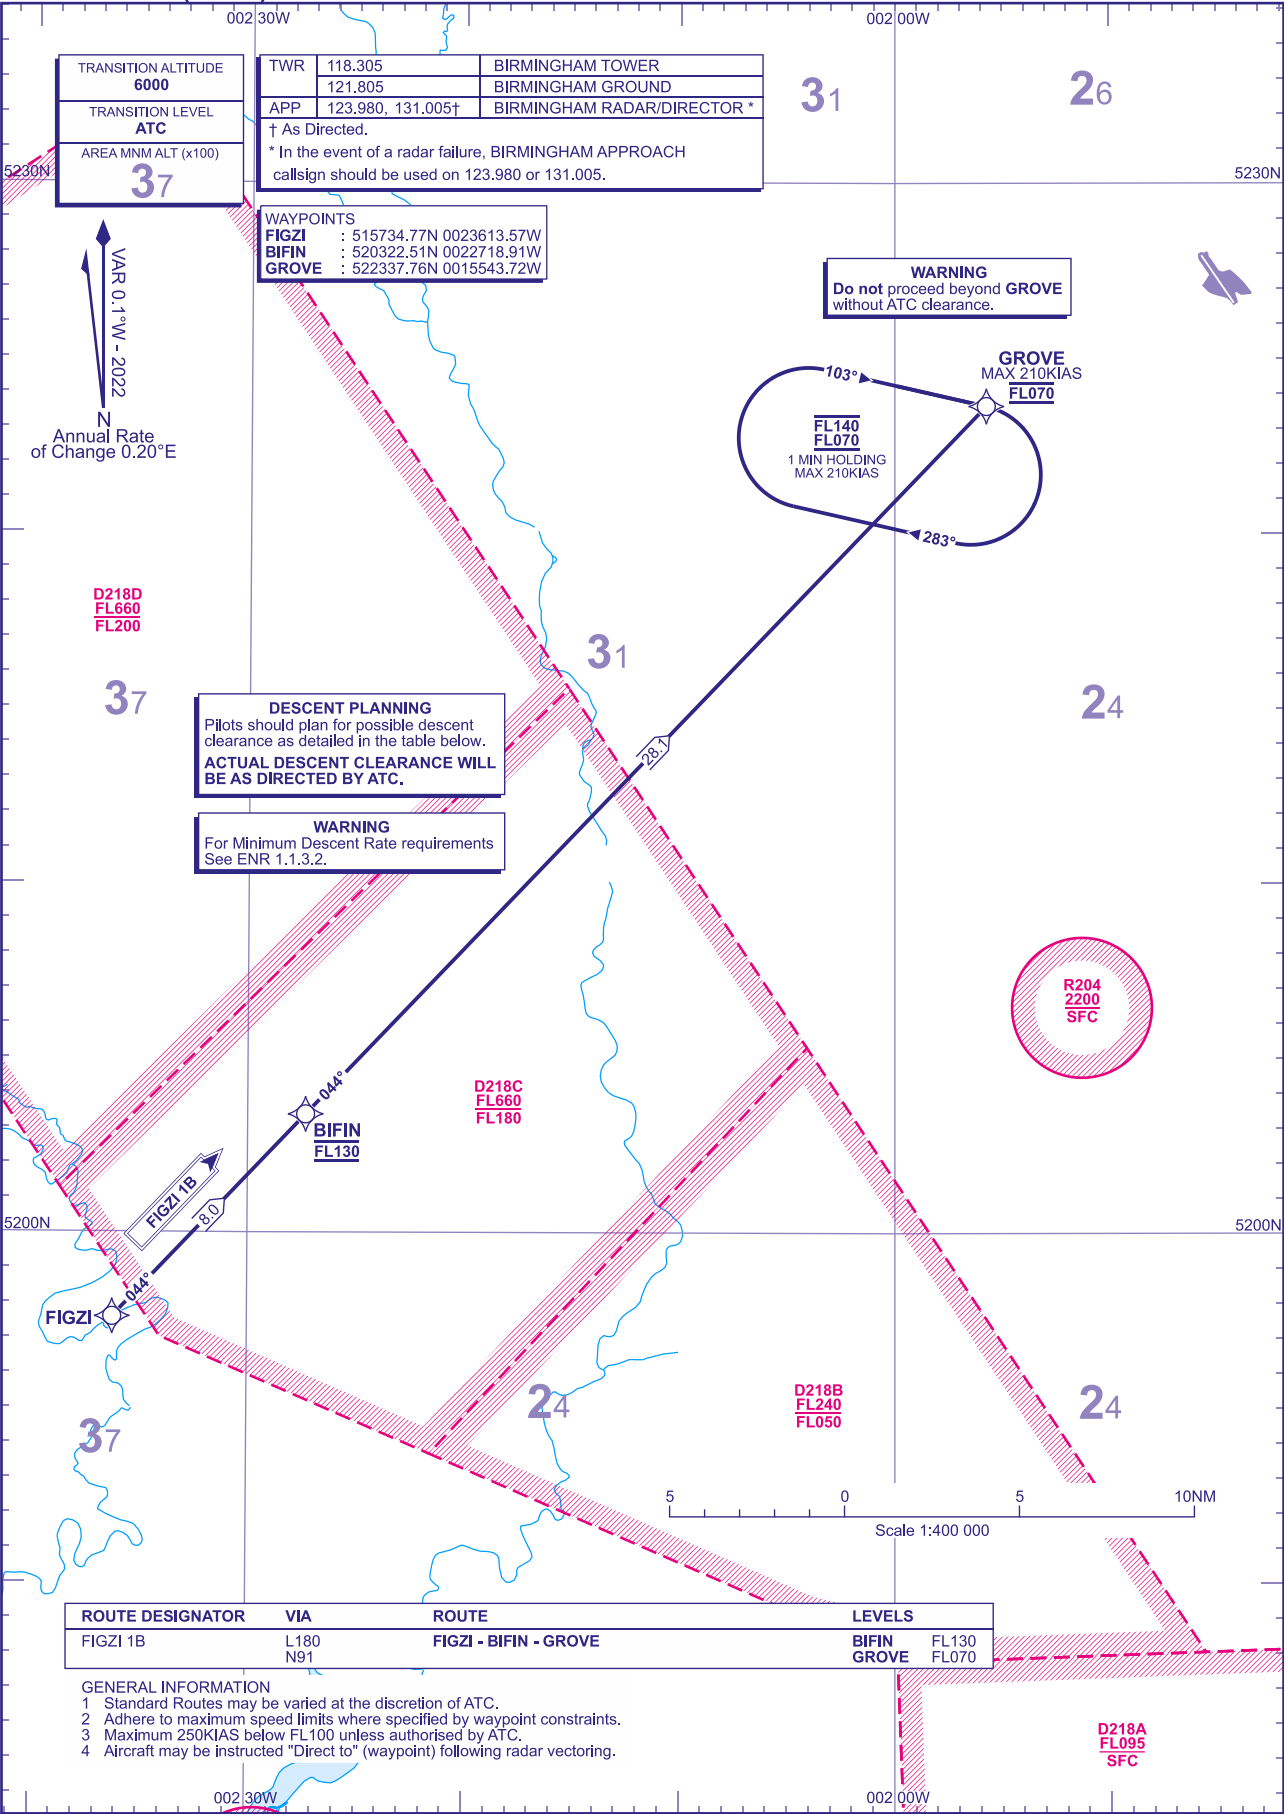 002 30W
002 00W
TRANSITION ALTITUDE
6000
TRANSITION LEVEL
ATC
AREA MNM ALT (x100)
37
TWR 118.305 BIRMINGHAM TOWER
121.805 BIRMINGHAM GROUND
APP 123.980, 131.005† BIRMINGHAM RADAR/DIRECTOR *
† As Directed.
* In the event of a radar failure, BIRMINGHAM APPROACH
callsign should be used on 123.980 or 131.005.
31
26
5230N
5230N
WAYPOINTS
FIGZI : 515734.77N 0023613.57W
BIFIN : 520322.51N 0022718.91W
GROVE : 522337.76N 0015543.72W
VAR 0.1°W - 2022
N
Annual Rate
of Change 0.20°E
WARNING
Do not proceed beyond GROVE
without ATC clearance.
GROVE
MAX 210KIAS
FL070
103°
FL140
FL070
1 MIN HOLDING
MAX 210KIAS
283°
D218D
FL660
FL200
31
37
24
DESCENT PLANNING
Pilots should plan for possible descent
clearance as detailed in the table below.
ACTUAL DESCENT CLEARANCE WILL
BE AS DIRECTED BY ATC.
28.1
WARNING
For Minimum Descent Rate requirements
See ENR 1.1.3.2.
R204
2200
SFC
044°
D218C
FL660
FL180
BIFIN
FL130
FIGZI 1B
8.0
5200N
5200N
044°
FIGZI
37
24
D218B
FL240
FL050
24
5 0 5 10NM
Scale 1:400 000
ROUTE DESIGNATOR VIA ROUTE LEVELS
FIGZI 1B L180 FIGZI - BIFIN - GROVE BIFIN FL130
N91 GROVE FL070
GENERAL INFORMATION
1 Standard Routes may be varied at the discretion of ATC.
2 Adhere to maximum speed limits where specified by waypoint constraints.
3 Maximum 250KIAS below FL100 unless authorised by ATC.
4 Aircraft may be instructed "Direct to" (waypoint) following radar vectoring.
D218A
FL095
SFC
002 30W
002 00W